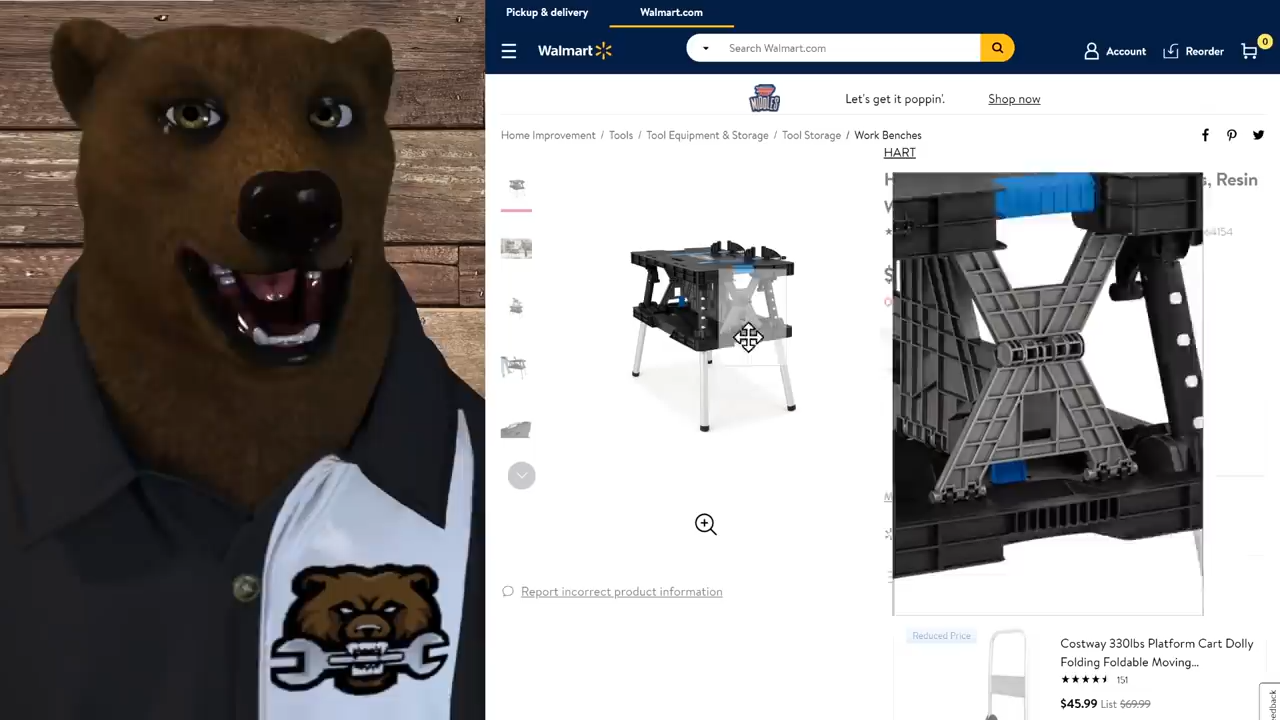 Pickup & delivery
Walmart.com
Walmart
Search Walmart.com
Account
Reorder
0
Let's get it poppin'.
Shop now
Home Improvement / Tools / Tool Equipment & Storage / Tool Storage / Work Benches
HART
s, Resin
$
Report incorrect product information
Reduced Price
Costway 330lbs Platform Cart Dolly
Folding Foldable Moving...
151
$45.99 List $69.99